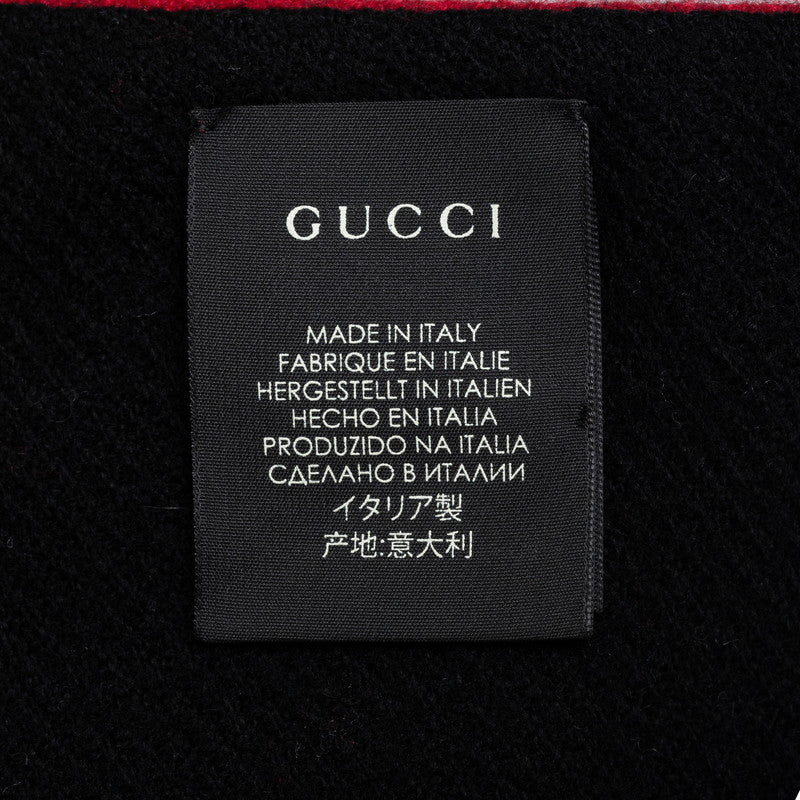 GUCCI
MADE IN ITALY
FABRIQUE EN ITALIE
HERGESTELLT IN ITALIEN
HECHO EN ITALIA
PRODUZIDO NA ITALIA
СДЕЛАНО В ИТАЛИИ
イタリア製
产地:意大利